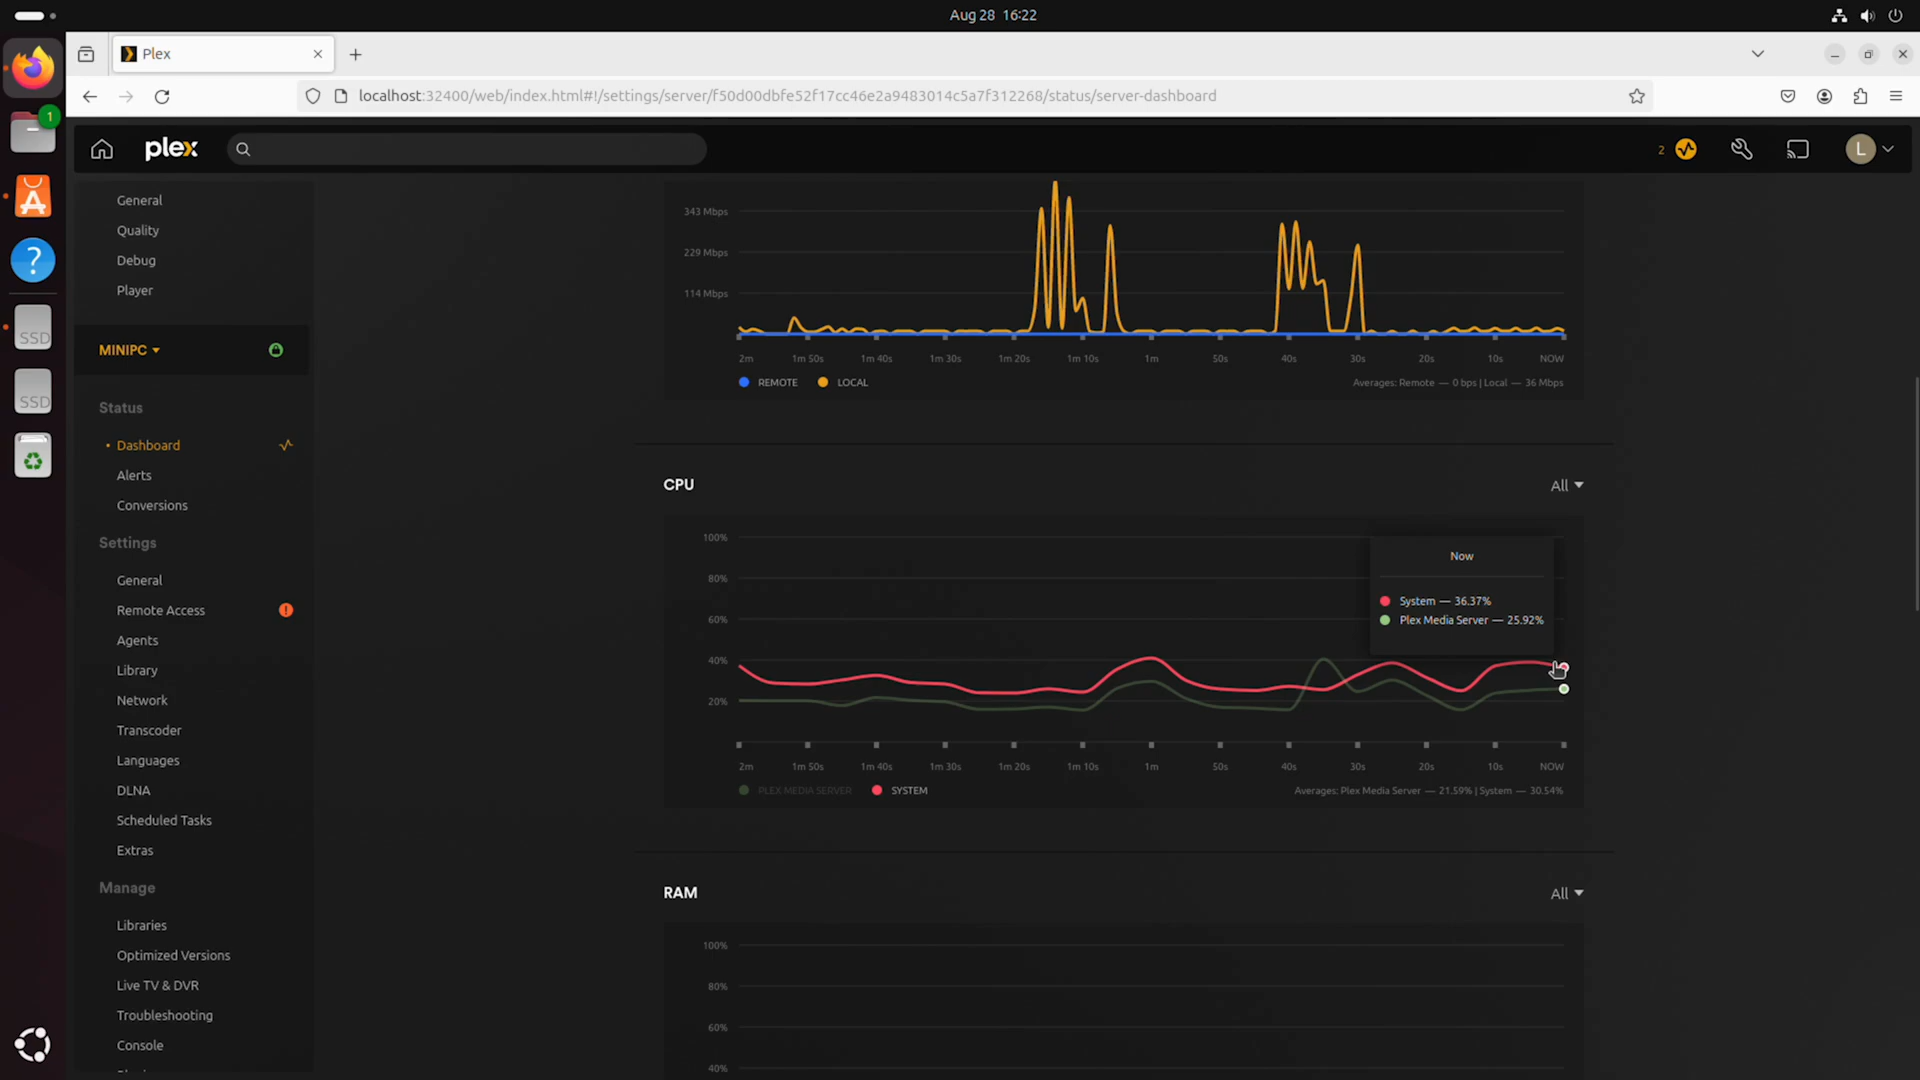 Aug 28 16:22
Plex
localhost:32400/web/index.html#!/settings/server/f50d00dbfe52f17cc46e2a9483014c5a7f312268/status/server-dashboard
1
plex
2
L
General
Quality
Debug
Player
MINIPC
Status
Dashboard
Alerts
Conversions
Settings
General
Remote Access
Agents
Library
Network
Transcoder
Languages
DLNA
Scheduled Tasks
Extras
Manage
Libraries
Optimized Versions
Live TV & DVR
Troubleshooting
Console
SSD
SSD
343 Mbps
229 Mbps
114 Mbps
2m 1m 50s 1m 40s 1m 30s 1m 20s 1m 10s 1m 50s 40s 30s 20s 10s NOW
REMOTE LOCAL
Averages: Remote — 0 bps | Local — 36 Mbps
CPU
All
100%
80%
60%
40%
20%
Now
System — 36.37%
Plex Media Server — 25.92%
2m 1m 50s 1m 40s 1m 30s 1m 20s 1m 10s 1m 50s 40s 30s 20s 10s NOW
PLEX MEDIA SERVER SYSTEM
Averages: Plex Media Server — 21.59% | System — 30.54%
RAM
All
100%
80%
60%
40%